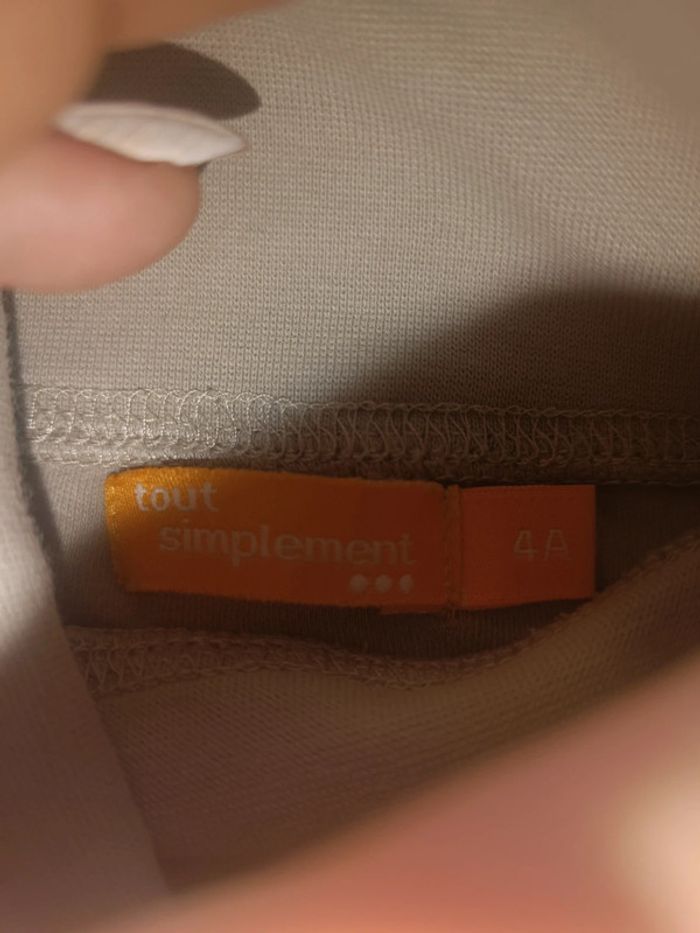 tout
simplement
•••
4A